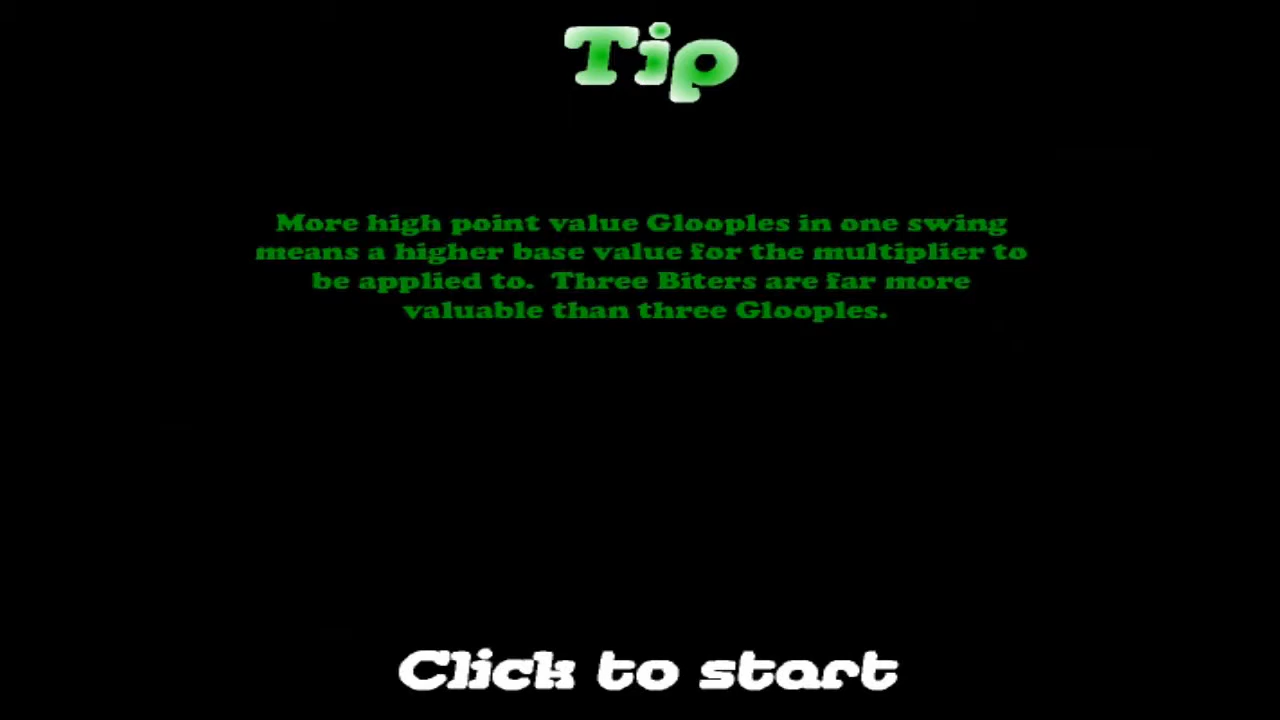 Tip
More high point value Glooples in one swing
means a higher base value for the multiplier to
be applied to.  Three Biters are far more
valuable than three Glooples.
Click to start